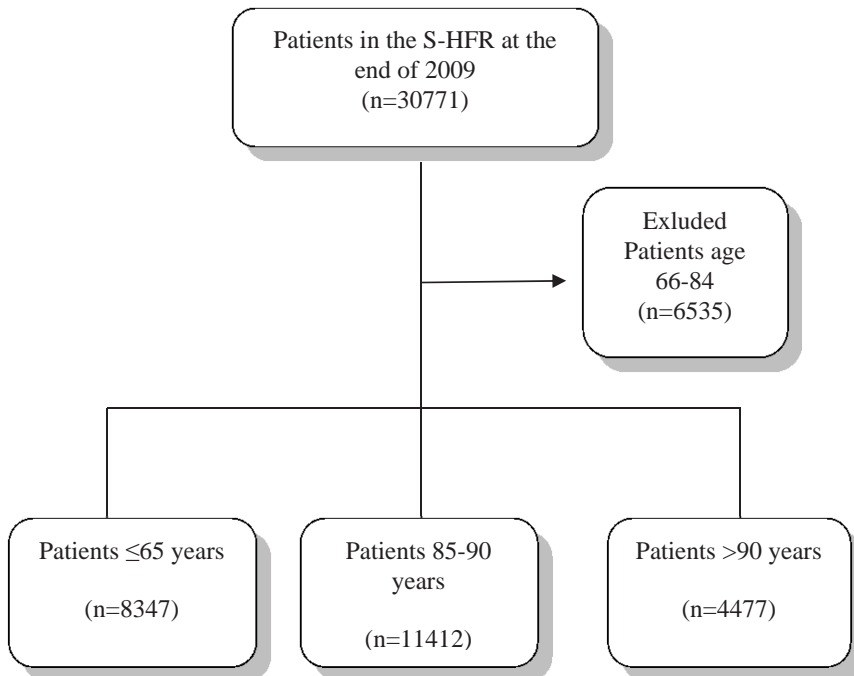 Patients in the S-HFR at the
end of 2009
(n=30771)
Exluded
Patients age
66-84
(n=6535)
Patients ≤65 years
(n=8347)
Patients 85-90
years
(n=11412)
Patients >90 years
(n=4477)